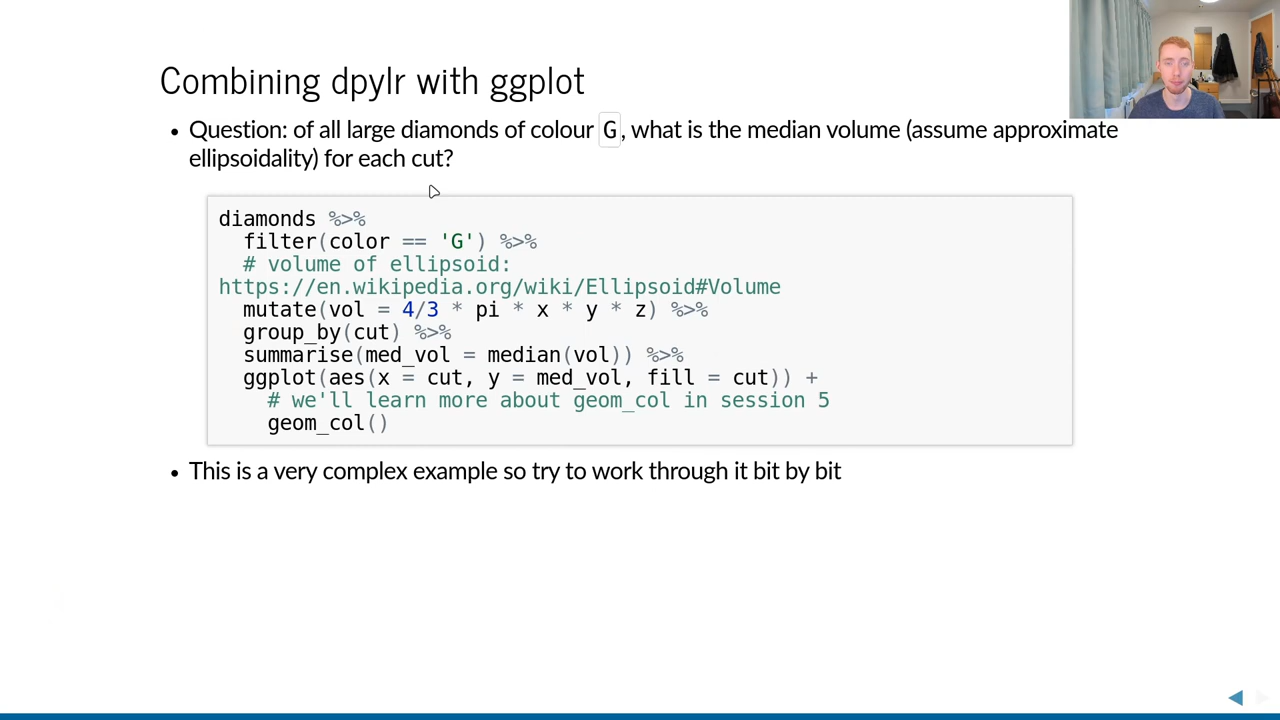 Combining dpylr with ggplot
• Question: of all large diamonds of colour G, what is the median volume (assume approximate
ellipsoidality) for each cut?
diamonds %>%
  filter(color == 'G') %>%
  # volume of ellipsoid:
https://en.wikipedia.org/wiki/Ellipsoid#Volume
  mutate(vol = 4/3 * pi * x * y * z) %>%
  group_by(cut) %>%
  summarise(med_vol = median(vol)) %>%
  ggplot(aes(x = cut, y = med_vol, fill = cut)) +
    # we'll learn more about geom_col in session 5
    geom_col()
• This is a very complex example so try to work through it bit by bit